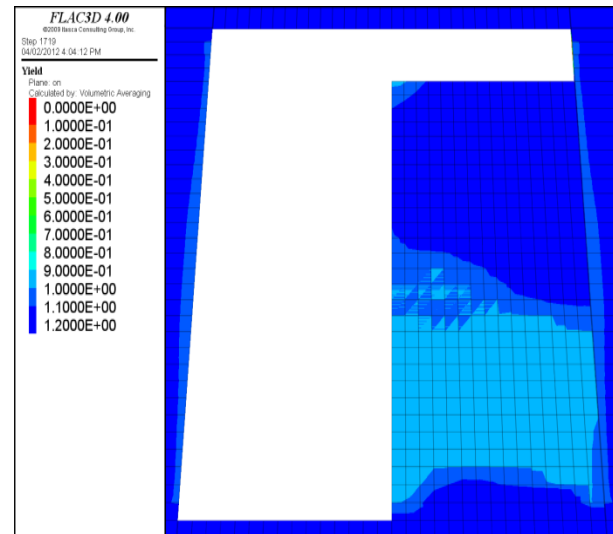 FLAC3D 4.00
©2009 Itasca Consulting Group, Inc.
Step 1719
04/02/2012 4:04:12 PM
Yield
Plane: on
Calculated by: Volumetric Averaging
0.0000E+00
1.0000E-01
2.0000E-01
3.0000E-01
4.0000E-01
5.0000E-01
6.0000E-01
7.0000E-01
8.0000E-01
9.0000E-01
1.0000E+00
1.1000E+00
1.2000E+00